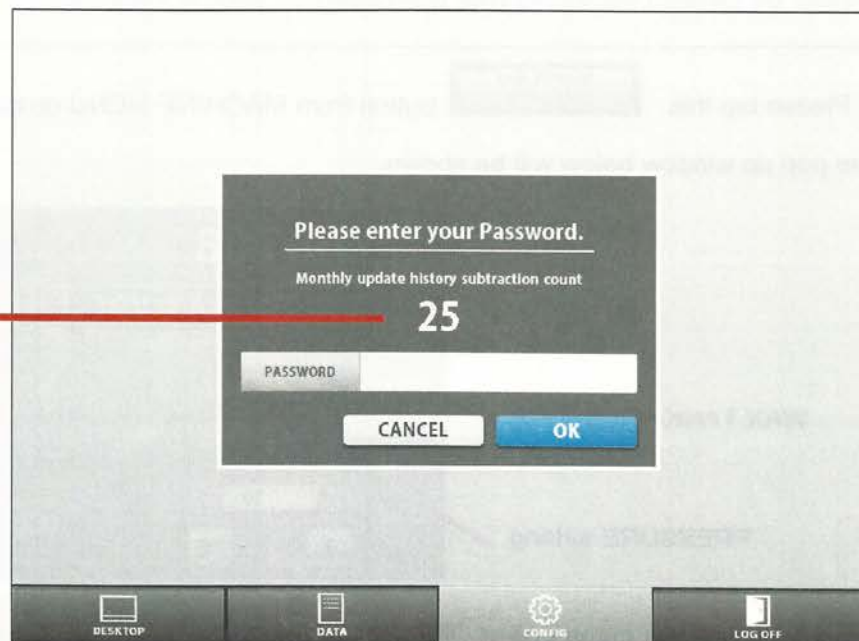 Please enter your Password.
Monthly update history subtraction count
25
PASSWORD
CANCEL
OK
DESKTOP
DATA
CONFIG
LOG OFF